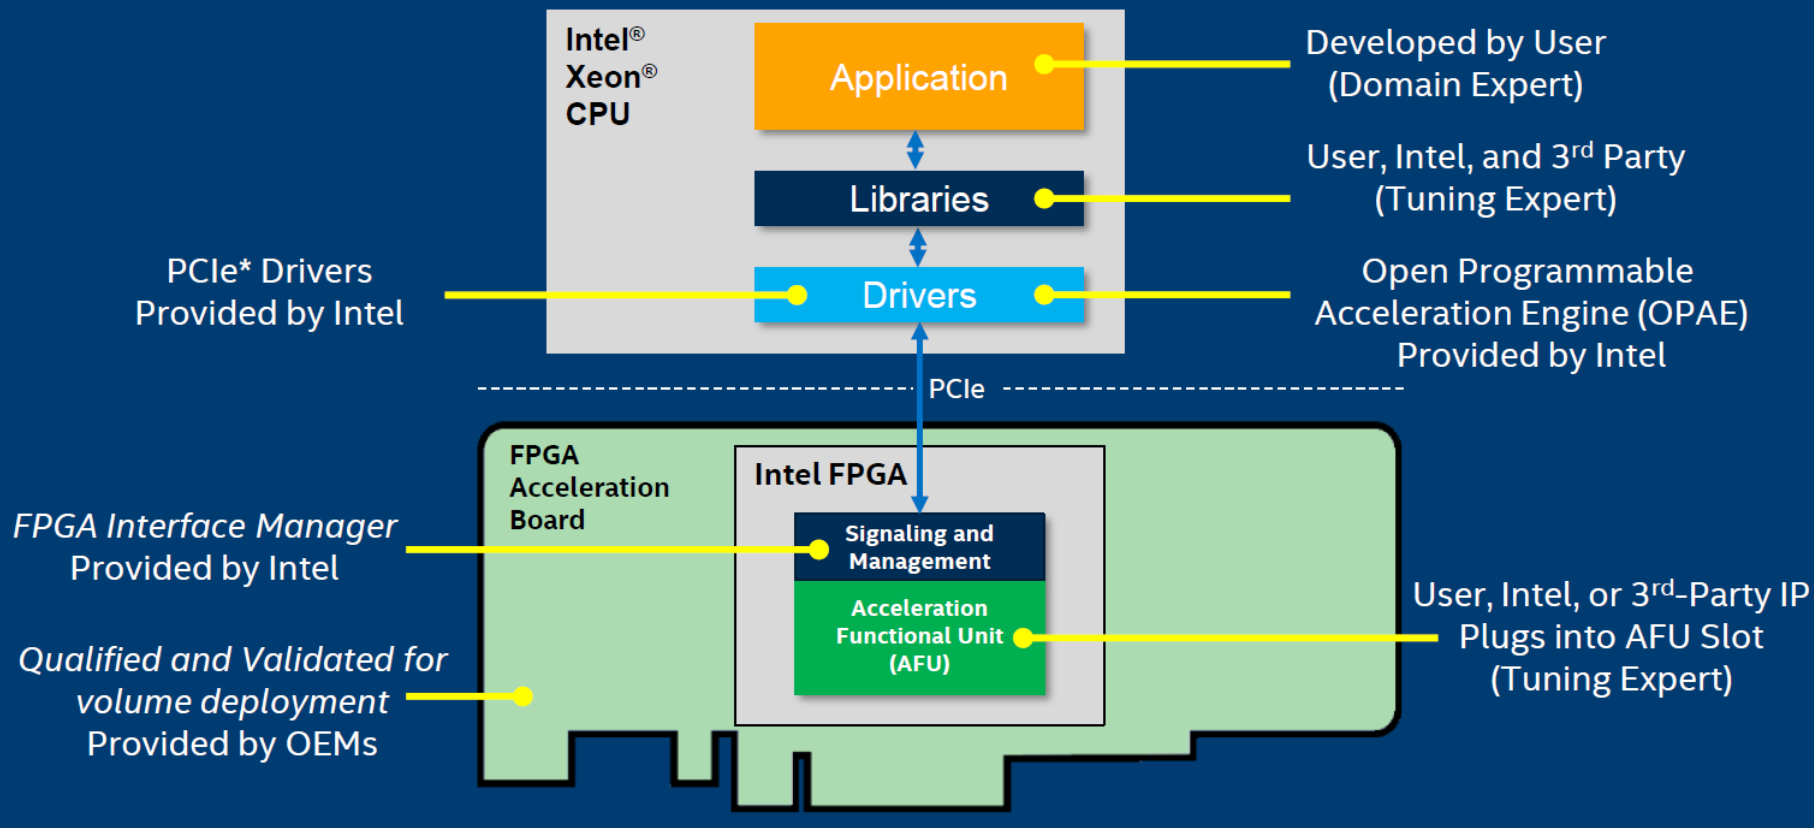 Intel®
Xeon®
CPU
Application
Developed by User
(Domain Expert)
Libraries
User, Intel, and 3rd Party
(Tuning Expert)
PCIe* Drivers
Provided by Intel
Drivers
Open Programmable
Acceleration Engine (OPAE)
Provided by Intel
PCIe
FPGA
Acceleration
Board
Intel FPGA
FPGA Interface Manager
Provided by Intel
Signaling and
Management
Acceleration
Functional Unit
(AFU)
User, Intel, or 3rd-Party IP
Plugs into AFU Slot
(Tuning Expert)
Qualified and Validated for
volume deployment
Provided by OEMs